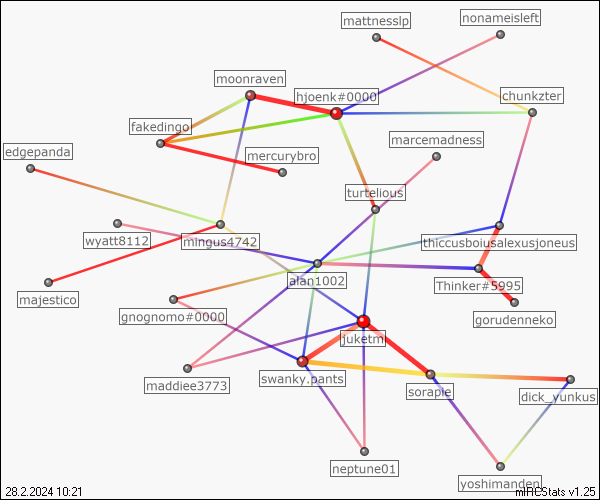 mattnesslp
nonameisleft
moonraven
hjoenk#0000
chunkzter
fakedingo
marcemadness
edgepanda
mercurybro
turtelious
wyatt8112
mingus4742
thiccusboiusalexusjoneus
alan1002
Thinker#5995
majestico
gnognomo#0000
gorudenneko
juketm
maddiee3773
swanky.pants
sorapie
dick_yunkus
neptune01
yoshimanden
28.2.2024 10:21
mIRCStats v1.25